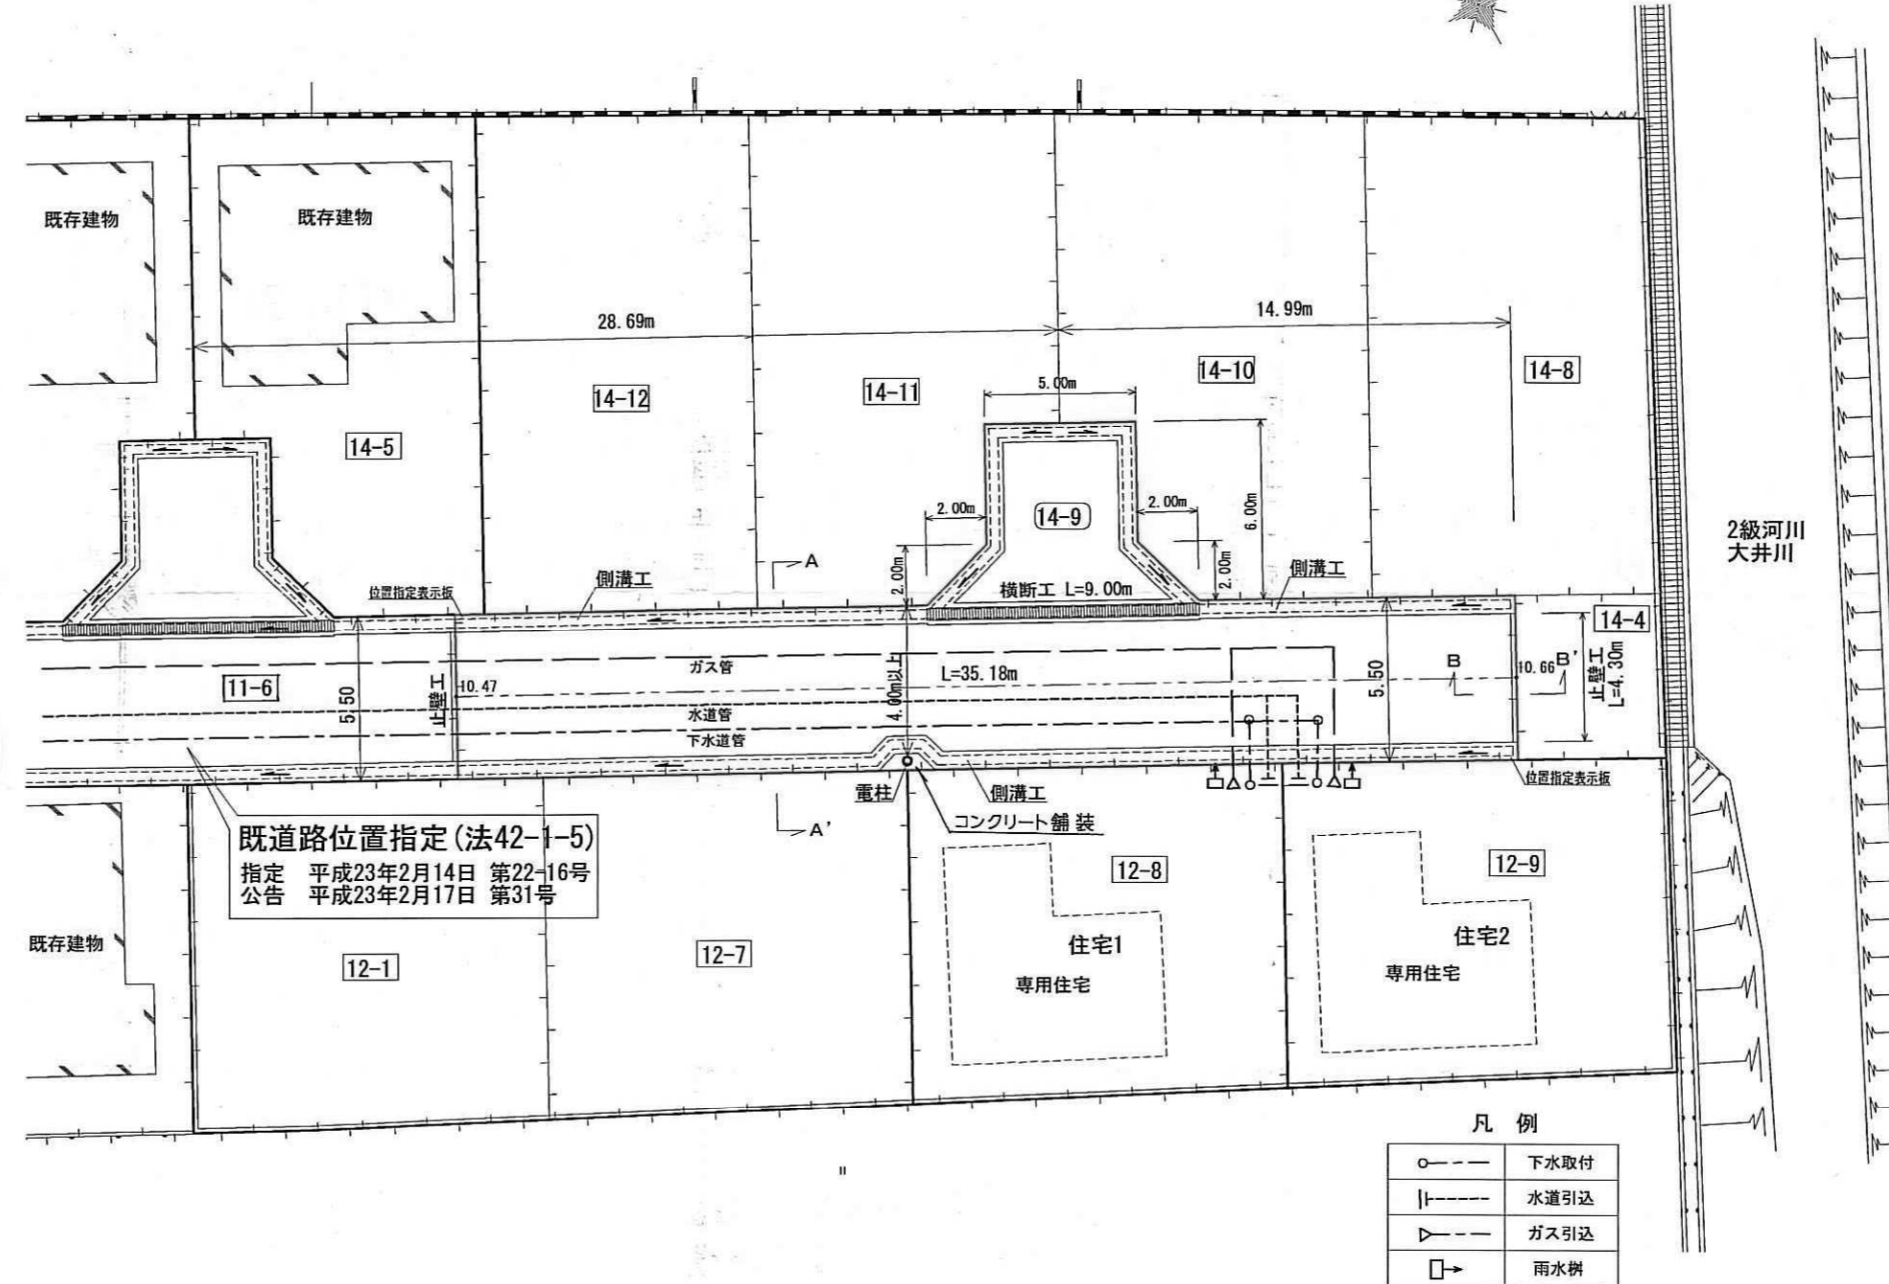 既存建物
既存建物
28.69m
14.99m
14-12
14-11
5.00m
14-10
14-8
14-5
2.00m
14-9
2.00m
6.00m
2級河川
大井川
A
2.00m
2.00m
位置指定表示板
側溝工
横断工 L=9.00m
側溝工
14-4
ガス管
L=35.18m
B
B'
11-6
5.50
止壁工
10.47
4.00m以上
5.50
10.66
止壁工
L=4.30m
水道管
下水道管
電柱
側溝工
位置指定表示板
コンクリート舗装
A'
既道路位置指定(法42-1-5)
指定 平成23年2月14日 第22-16号
公告 平成23年2月17日 第31号
12-8
12-9
既存建物
12-1
12-7
住宅1
専用住宅
住宅2
専用住宅
凡 例
下水取付
水道引込
ガス引込
雨水桝